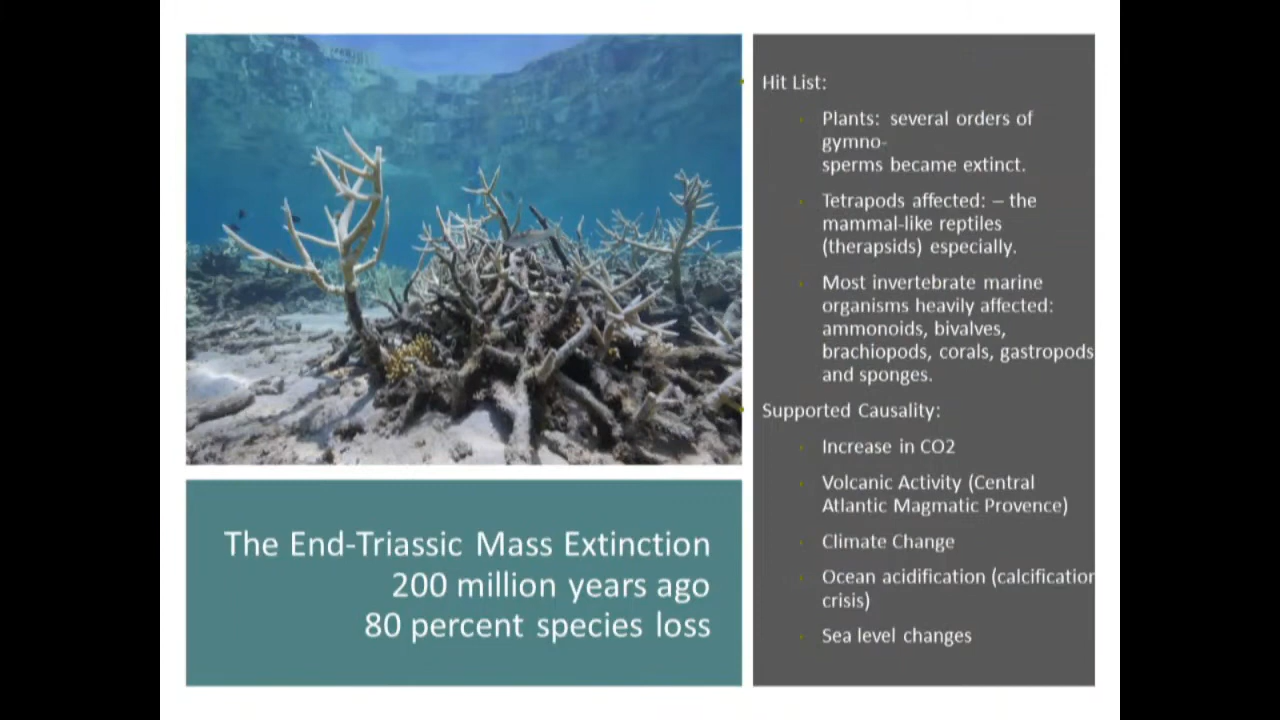 Hit List:
Plants: several orders of
gymno-
sperms became extinct.
Tetrapods affected: – the
mammal-like reptiles
(therapsids) especially.
Most invertebrate marine
organisms heavily affected:
ammonoids, bivalves,
brachiopods, corals, gastropods
and sponges.
Supported Causality:
Increase in CO2
Volcanic Activity (Central
Atlantic Magmatic Provence)
Climate Change
Ocean acidification (calcification
crisis)
Sea level changes
The End-Triassic Mass Extinction
200 million years ago
80 percent species loss